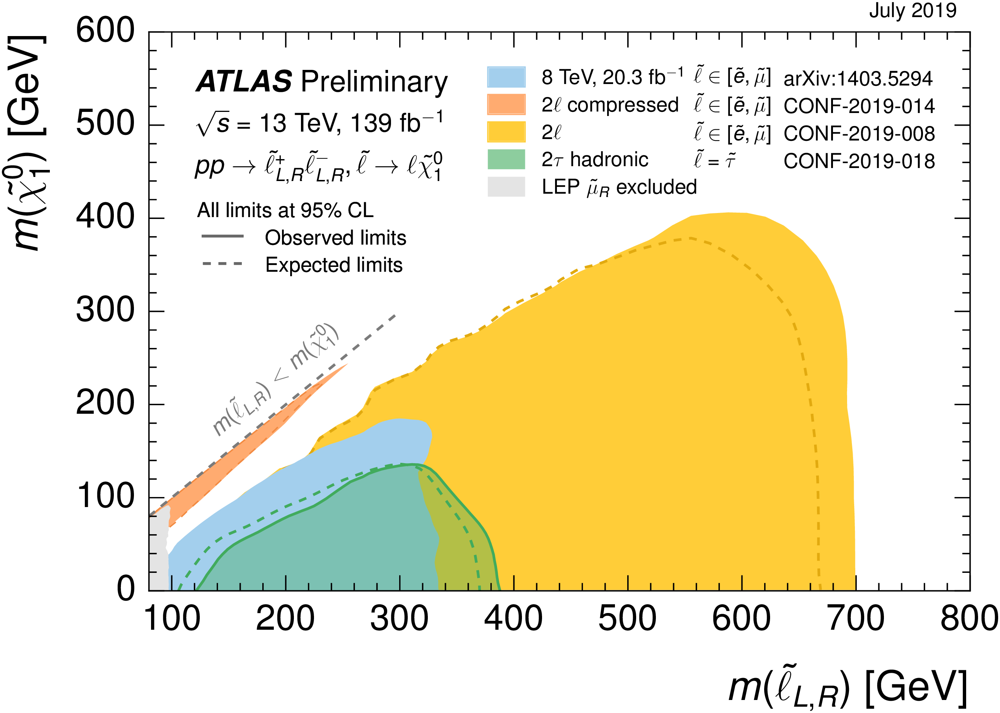 July 2019
m(χ̃⁰₁) [GeV]
600
500
400
300
200
100
0
ATLAS Preliminary
√s = 13 TeV, 139 fb⁻¹
pp → ℓ̃⁺L,R ℓ̃⁻L,R, ℓ̃ → ℓχ̃⁰₁
All limits at 95% CL
Observed limits
Expected limits
8 TeV, 20.3 fb⁻¹ ℓ̃ ∈ [ẽ, μ̃] arXiv:1403.5294
2ℓ compressed ℓ̃ ∈ [ẽ, μ̃] CONF-2019-014
2ℓ ℓ̃ ∈ [ẽ, μ̃] CONF-2019-008
2τ hadronic ℓ̃ = τ̃ CONF-2019-018
LEP μ̃R excluded
m(ℓ̃L,R) < m(χ̃⁰₁)
100 200 300 400 500 600 700 800
m(ℓ̃L,R) [GeV]